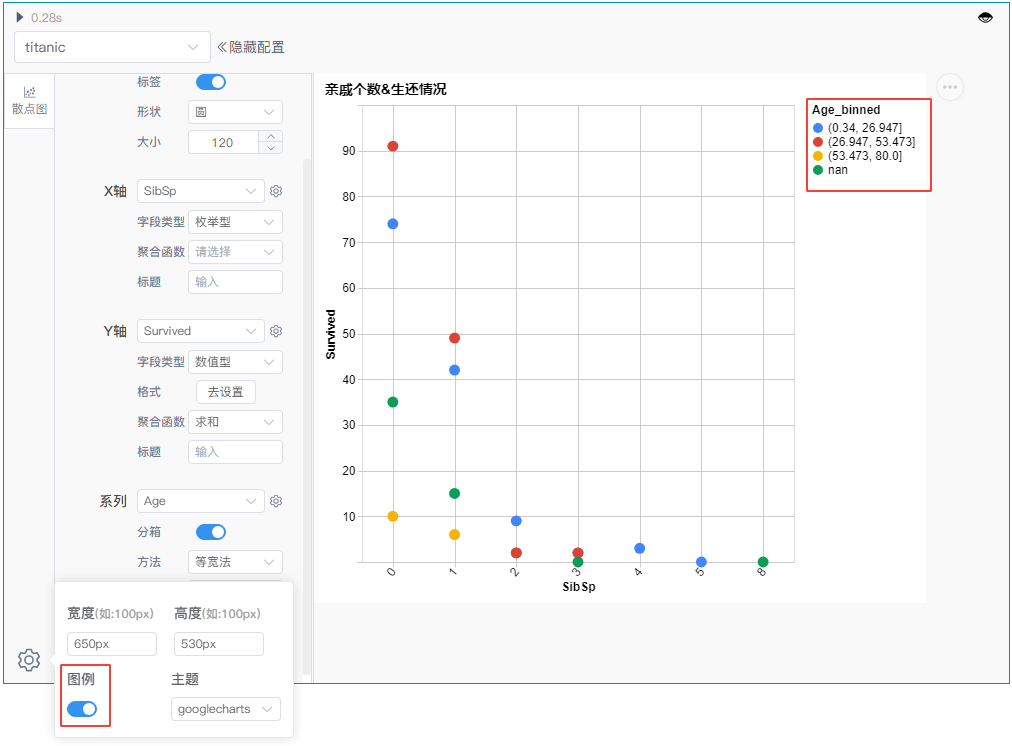 0.28s
titanic
隐藏配置
散点图
标签
形状 圆
大小 120
X轴 SibSp
字段类型 枚举型
聚合函数 请选择
标题 输入
Y轴 Survived
字段类型 数值型
格式 去设置
聚合函数 求和
标题 输入
系列 Age
分箱
方法 等宽法
宽度(如:100px) 高度(如:100px)
650px 530px
图例 主题
googlecharts
亲戚个数&生还情况
Age_binned
(0.34, 26.947]
(26.947, 53.473]
(53.473, 80.0]
nan
90
80
70
60
50
40
30
20
10
Survived
0 1 2 3 4 5 8
SibSp